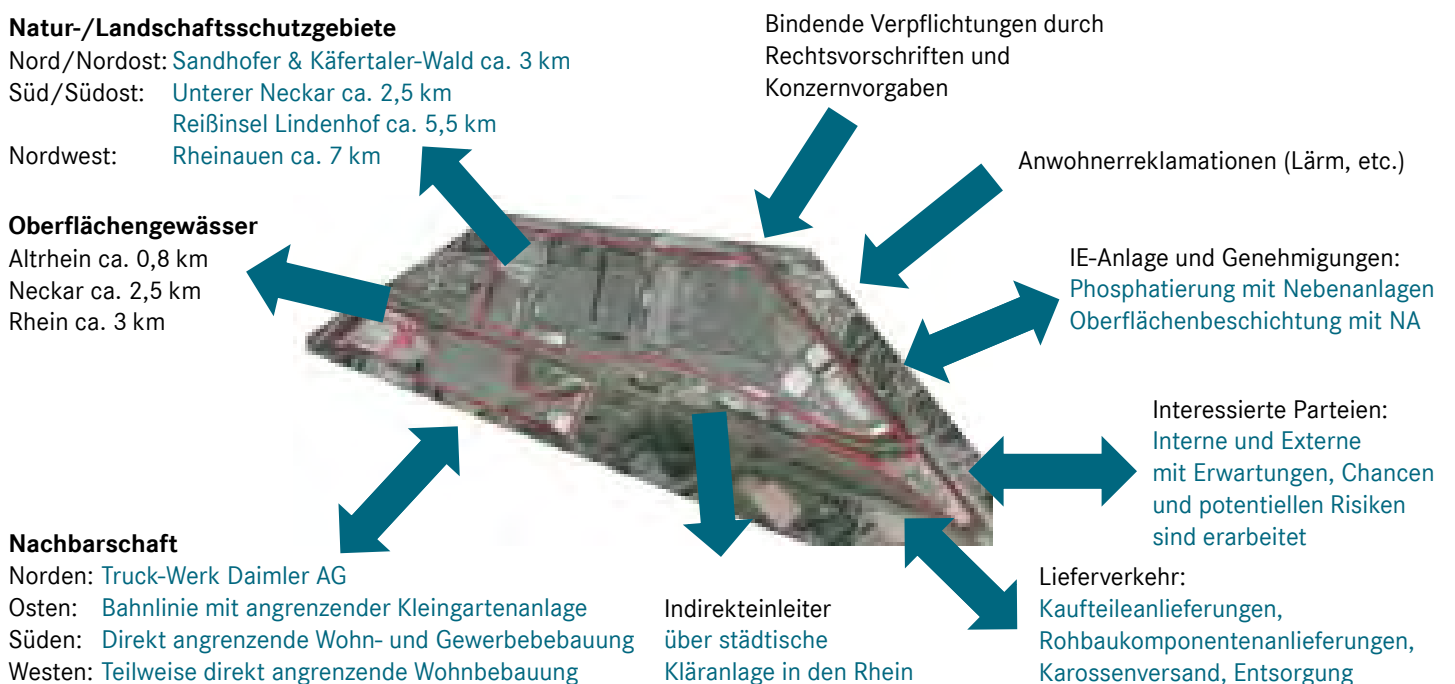 Natur-/Landschaftsschutzgebiete
Nord/Nordost: Sandhofer & Käfertaler-Wald ca. 3 km
Süd/Südost: Unterer Neckar ca. 2,5 km
Reißinsel Lindenhof ca. 5,5 km
Nordwest: Rheinauen ca. 7 km
Oberflächengewässer
Altrhein ca. 0,8 km
Neckar ca. 2,5 km
Rhein ca. 3 km
Bindende Verpflichtungen durch
Rechtsvorschriften und
Konzernvorgaben
Anwohnerreklamationen (Lärm, etc.)
IE-Anlage und Genehmigungen:
Phosphatierung mit Nebenanlagen
Oberflächenbeschichtung mit NA
Interessierte Parteien:
Interne und Externe
mit Erwartungen, Chancen
und potentiellen Risiken
sind erarbeitet
Nachbarschaft
Norden: Truck-Werk Daimler AG
Osten: Bahnlinie mit angrenzender Kleingartenanlage
Süden: Direkt angrenzende Wohn- und Gewerbebebauung
Westen: Teilweise direkt angrenzende Wohnbebauung
Indirekteinleiter
über städtische
Kläranlage in den Rhein
Lieferverkehr:
Kaufteileanlieferungen,
Rohbaukomponentenanlieferungen,
Karossenversand, Entsorgung